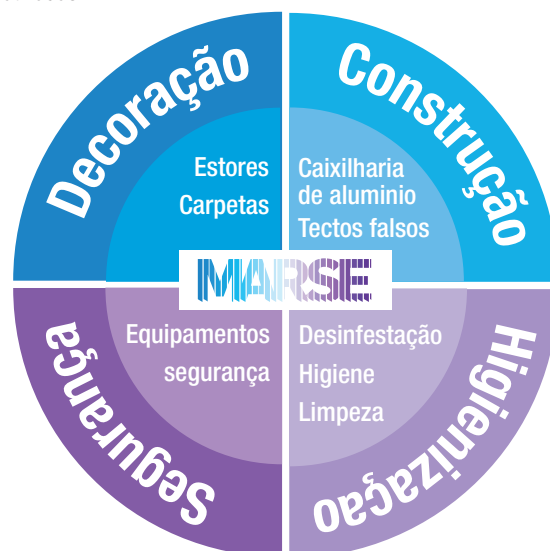 Decoração
Construção
Estores
Carpetas
Caixilharia
de aluminio
Tectos falsos
MARSE
Equipamentos
segurança
Desinfestação
Higiene
Limpeza
Segurança
Higienização